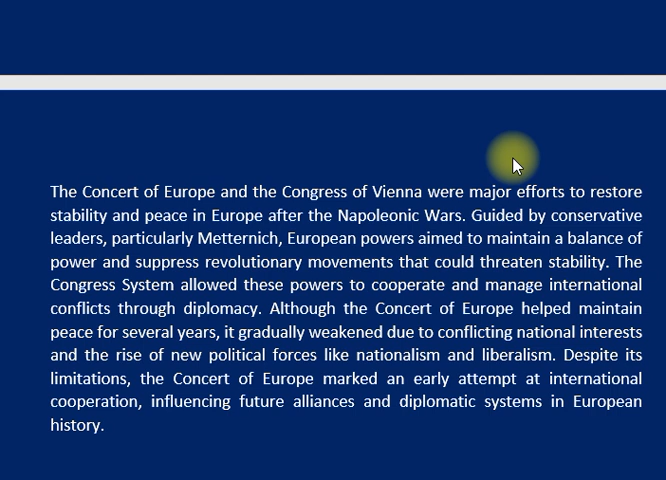 The Concert of Europe and the Congress of Vienna were major efforts to restore
stability and peace in Europe after the Napoleonic Wars. Guided by conservative
leaders, particularly Metternich, European powers aimed to maintain a balance of
power and suppress revolutionary movements that could threaten stability. The
Congress System allowed these powers to cooperate and manage international
conflicts through diplomacy. Although the Concert of Europe helped maintain
peace for several years, it gradually weakened due to conflicting national interests
and the rise of new political forces like nationalism and liberalism. Despite its
limitations, the Concert of Europe marked an early attempt at international
cooperation, influencing future alliances and diplomatic systems in European
history.